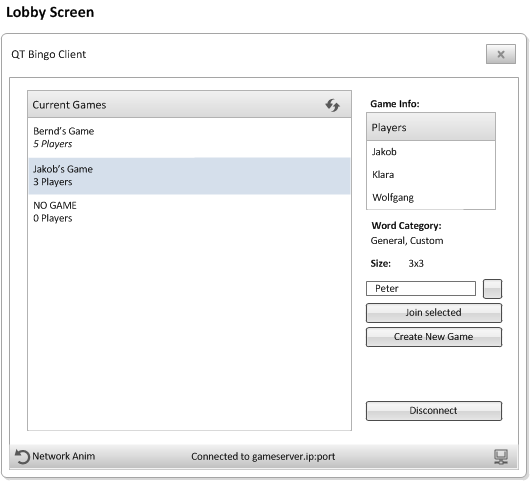 Lobby Screen
QT Bingo Client
Current Games
Bernd's Game
5 Players
Jakob's Game
3 Players
NO GAME
0 Players
Game Info:
Players
Jakob
Klara
Wolfgang
Word Category:
General, Custom
Size: 3x3
Peter
Join selected
Create New Game
Disconnect
Network Anim
Connected to gameserver.ip:port